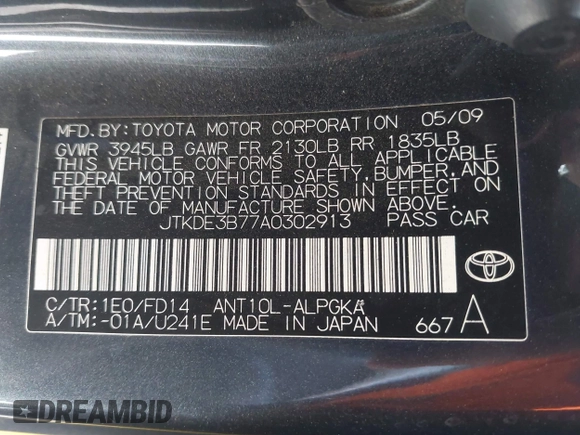 MFD.BY:TOYOTA MOTOR CORPORATION 05/09
GVWR 3945LB GAWR FR 2130LB RR 1835LB
THIS VEHICLE CONFORMS TO ALL APPLICABLE
FEDERAL MOTOR VEHICLE SAFETY,BUMPER,AND
THEFT PREVENTION STANDARDS IN EFFECT ON
THE DATE OF MANUFACTURE SHOWN ABOVE.
JTKDE3B77A0302913 PASS CAR
C/TR:1E0/FD14 ANT10L-ALPGKA
A/TM:-01A/U241E MADE IN JAPAN 667A
DREAMBID